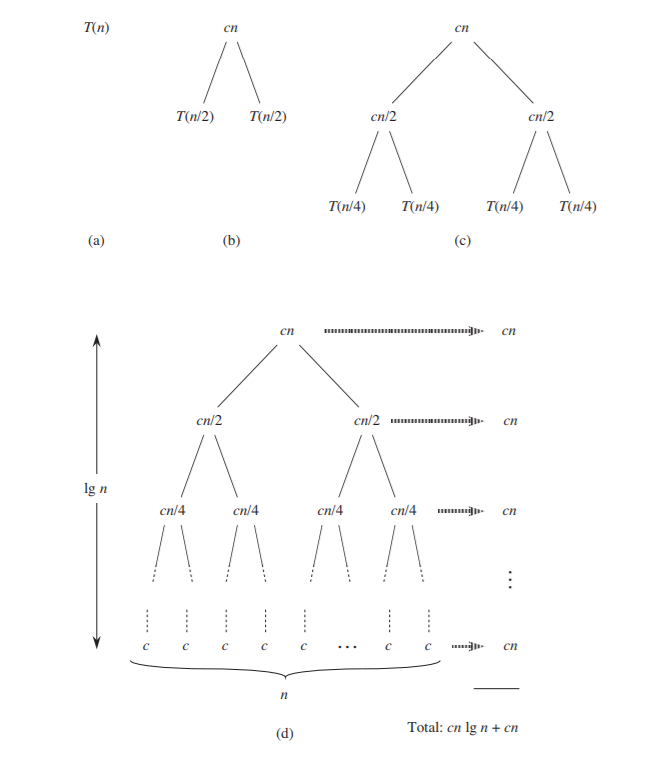 T(n) cn cn
T(n/2) T(n/2) cn/2 cn/2
T(n/4) T(n/4) T(n/4) T(n/4)
(a) (b) (c)
cn cn
cn/2 cn/2 cn
lg n
cn/4 cn/4 cn/4 cn/4 cn
⋮
c c c c c ⋯ c c cn
n
Total: cn lg n + cn
(d)